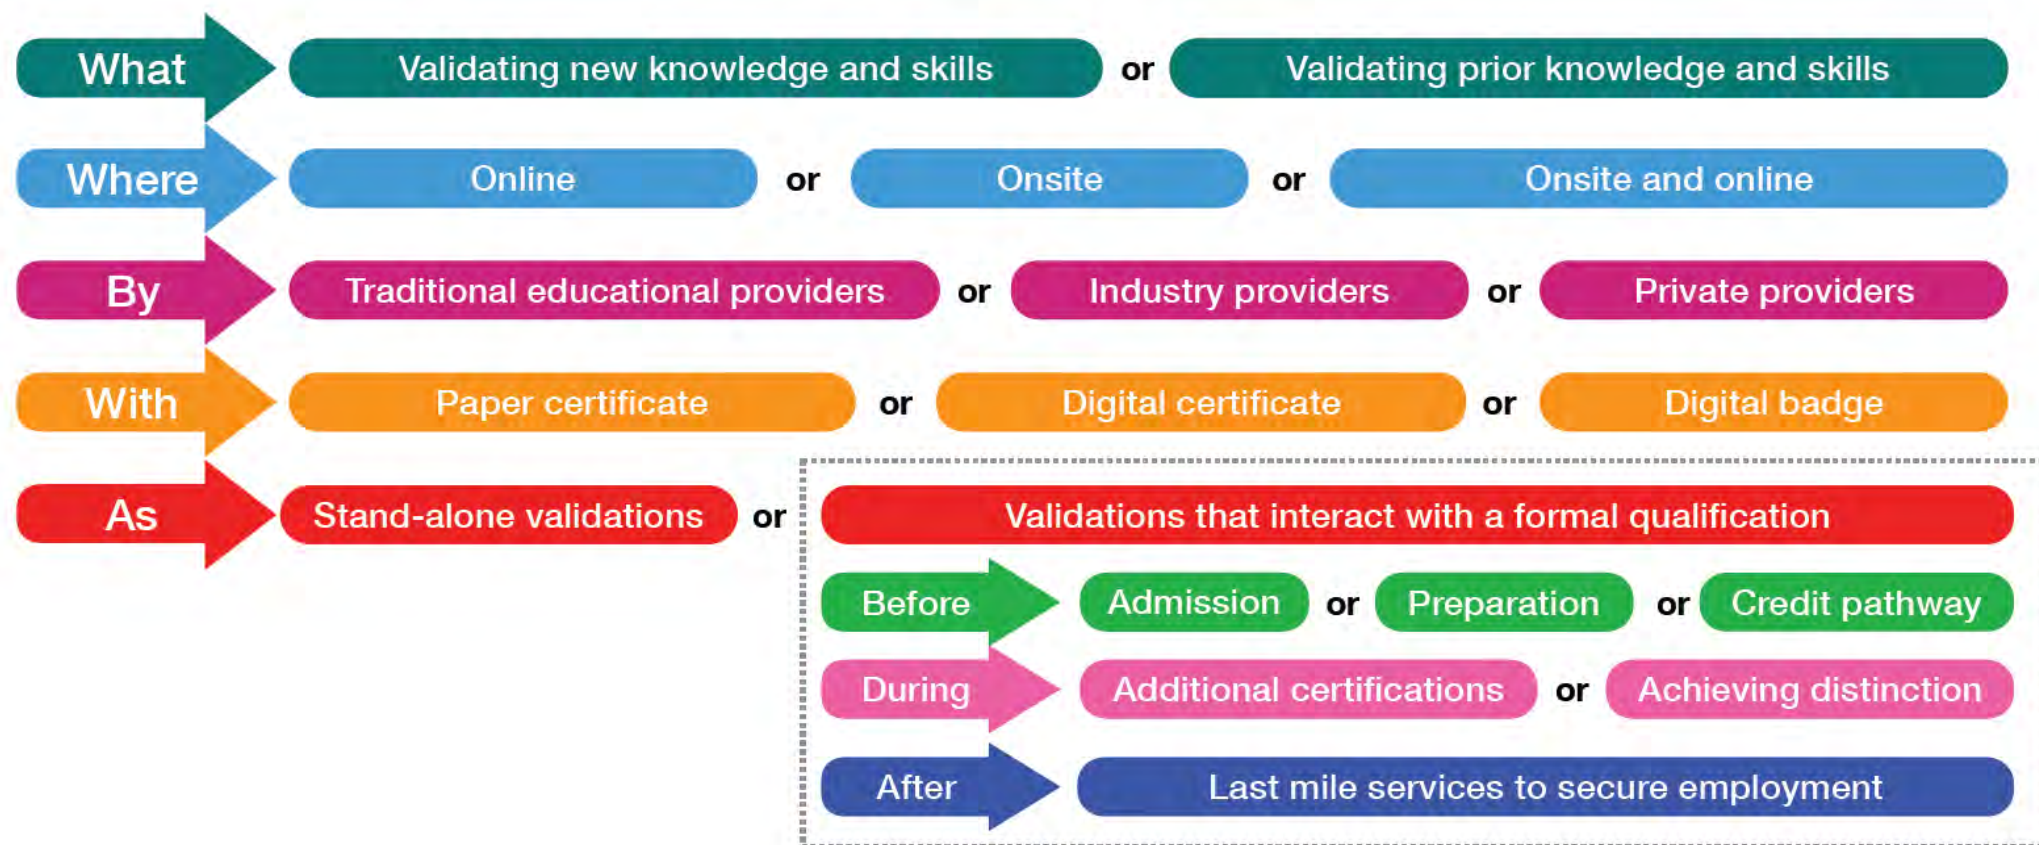 What Validating new knowledge and skills or Validating prior knowledge and skills
Where Online or Onsite or Onsite and online
By Traditional educational providers or Industry providers or Private providers
With Paper certificate or Digital certificate or Digital badge
As Stand-alone validations or Validations that interact with a formal qualification
Before Admission or Preparation or Credit pathway
During Additional certifications or Achieving distinction
After Last mile services to secure employment